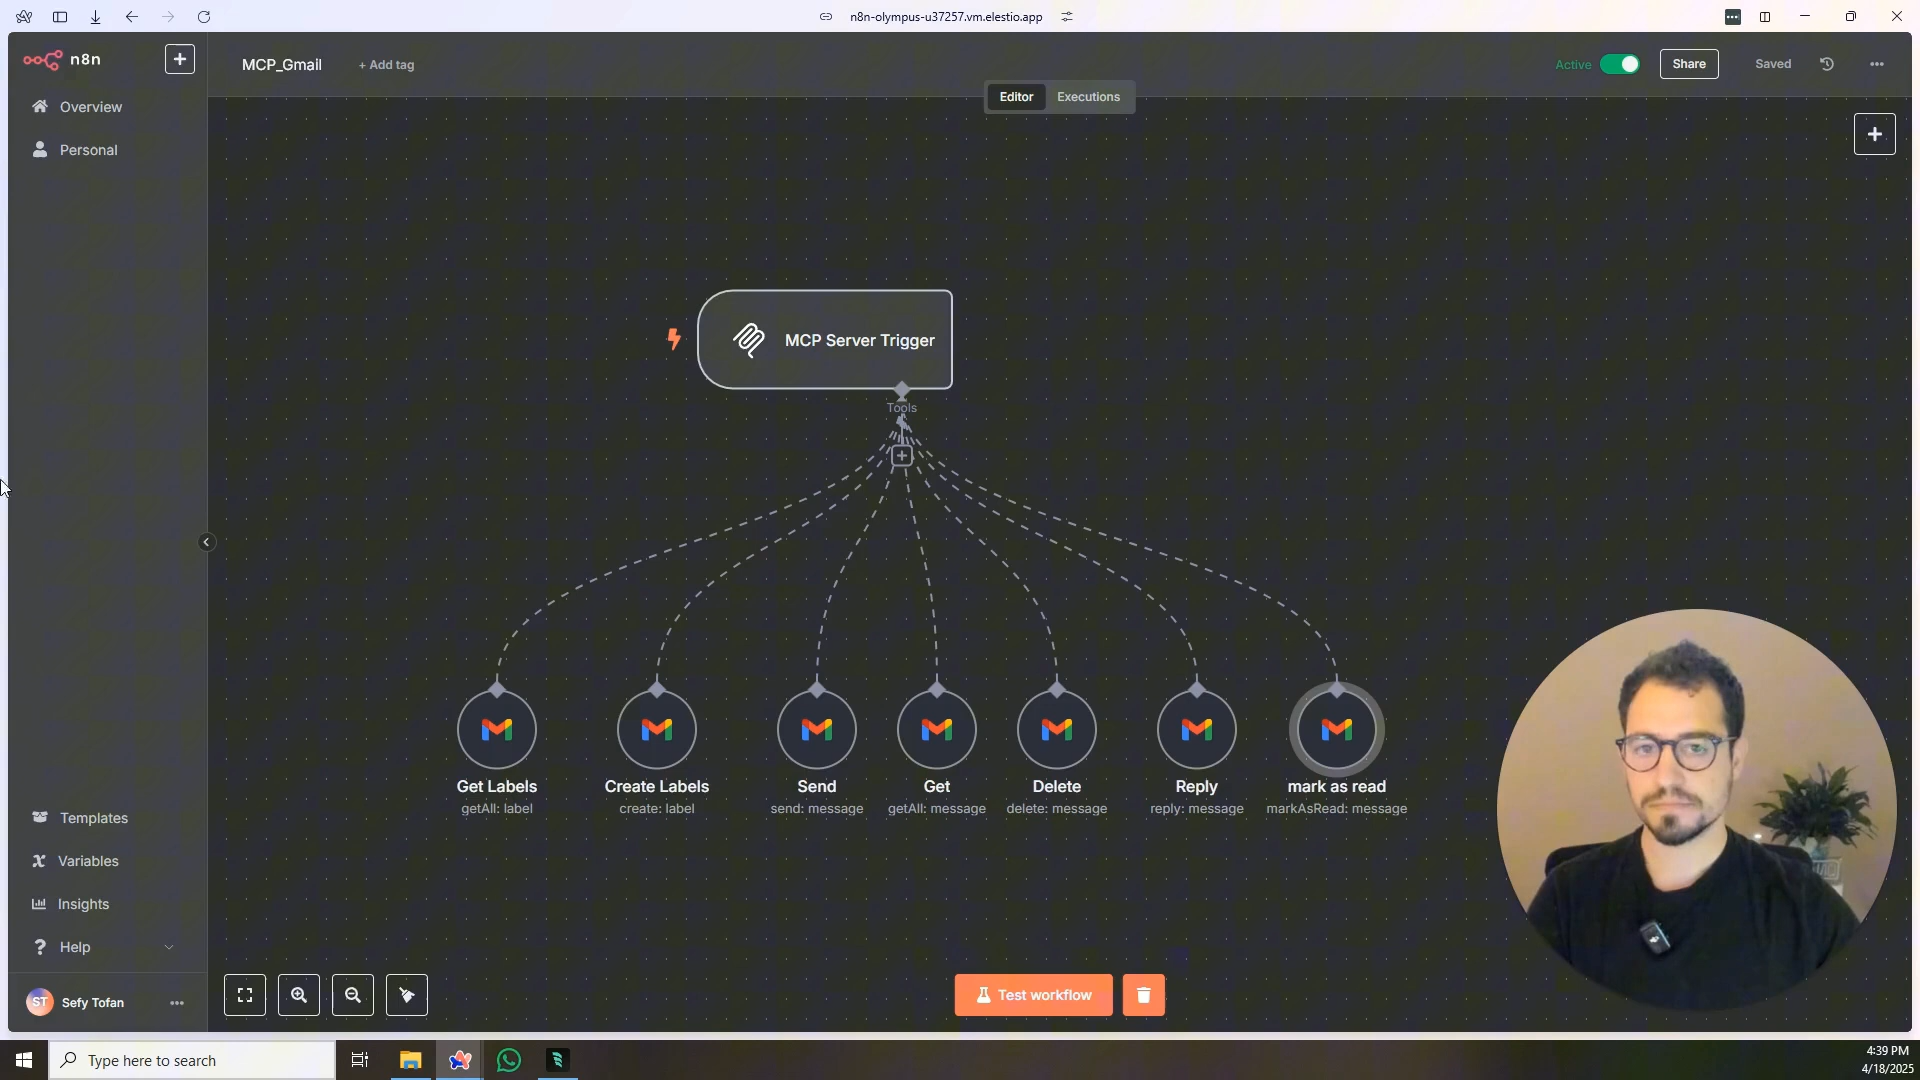 n8n-olympus-u37257.vm.elestio.app
n8n
MCP_Gmail
+ Add tag
Active
Share
Saved
Editor
Executions
Overview
Personal
MCP Server Trigger
Tools
Get Labels
getAll: label
Create Labels
create: label
Send
send: message
Get
getAll: message
Delete
delete: message
Reply
reply: message
mark as read
markAsRead: message
Templates
Variables
Insights
Help
ST
Sefy Tofan
Test workflow
Type here to search
4:39 PM
4/18/2025